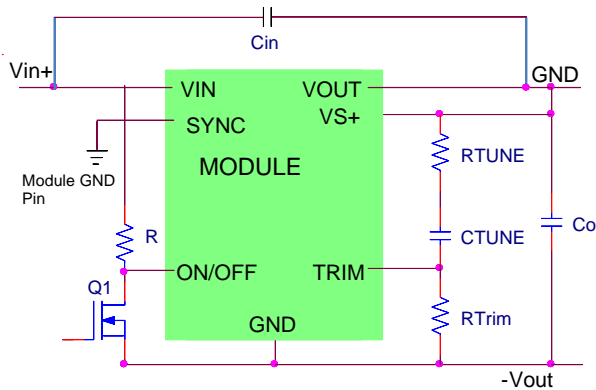 Cin
Vin+
GND
VIN
VOUT
VS+
SYNC
MODULE
RTUNE
Module GND
Pin
R
CTUNE
Co
ON/OFF
TRIM
Q1
RTrim
GND
-Vout